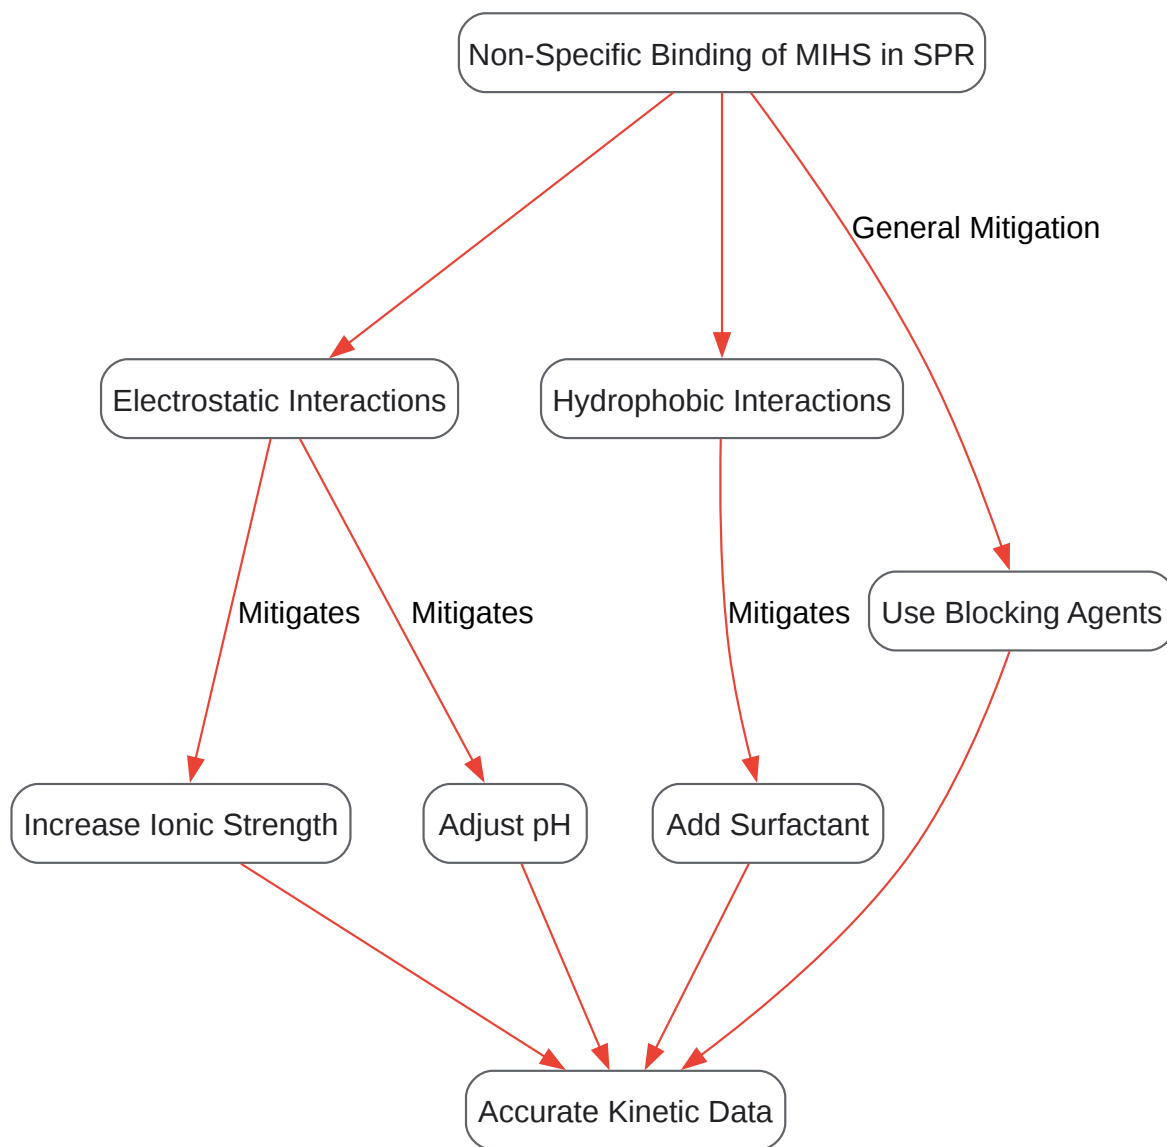 Non-Specific Binding of MIHS in SPR
General Mitigation
Electrostatic Interactions
Hydrophobic Interactions
Use Blocking Agents
Mitigates
Mitigates
Mitigates
Increase Ionic Strength
Adjust pH
Add Surfactant
Accurate Kinetic Data